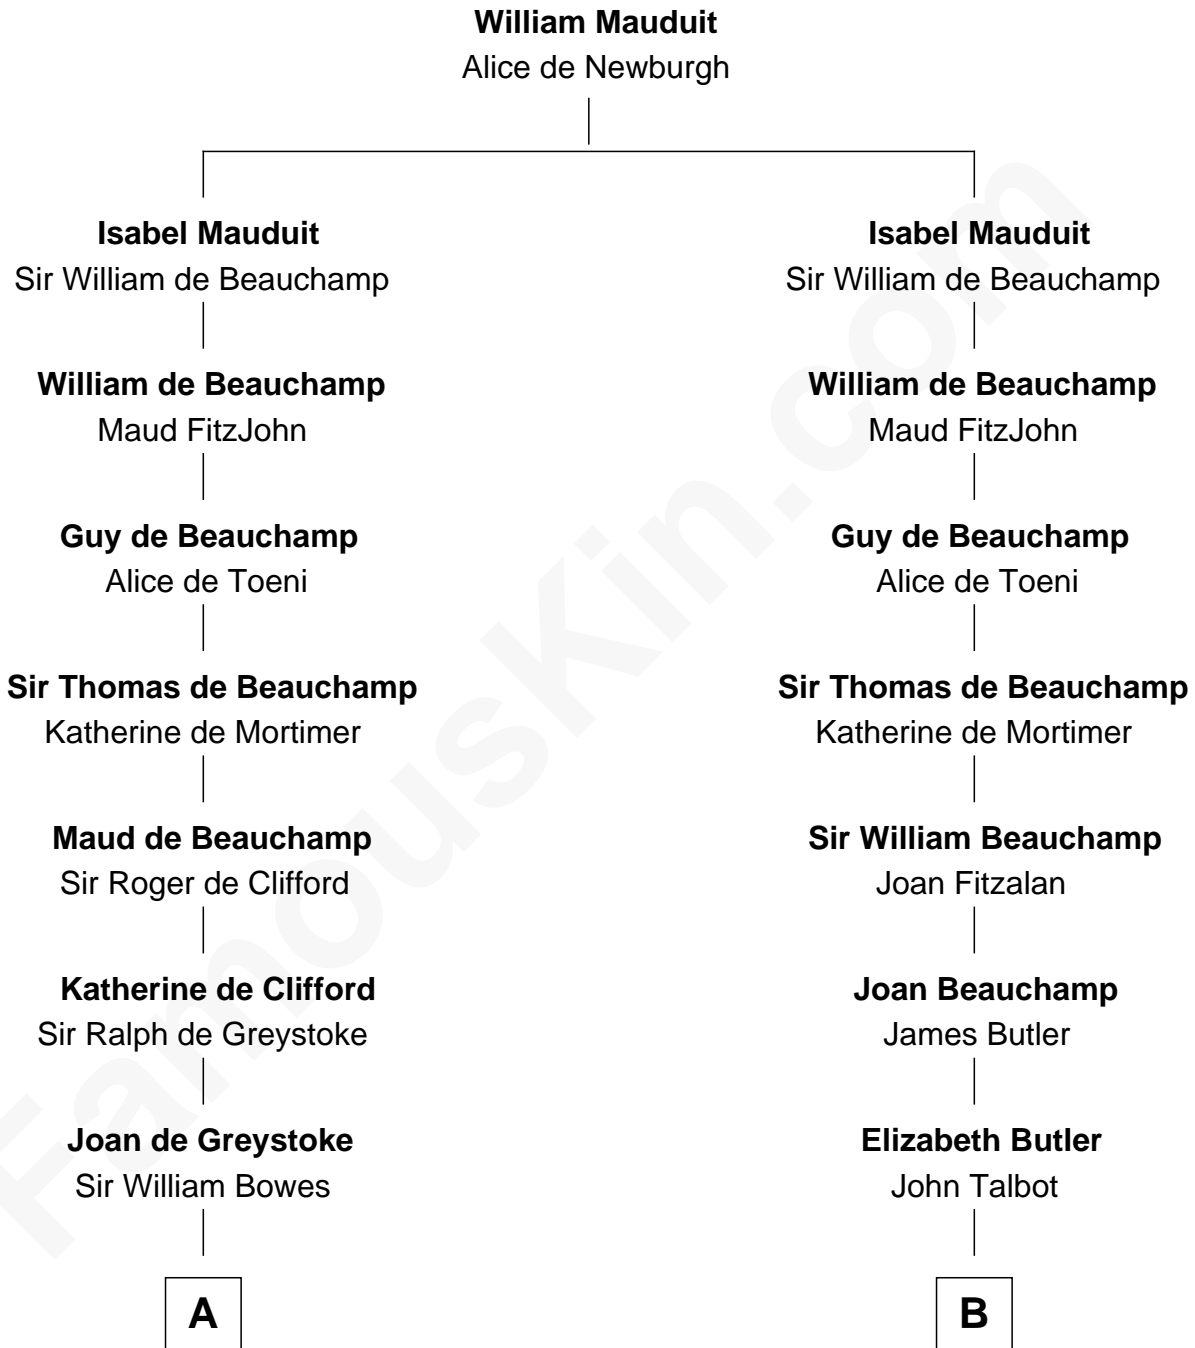 William Mauduit
Alice de Newburgh
Isabel Mauduit
Sir William de Beauchamp
Isabel Mauduit
Sir William de Beauchamp
William de Beauchamp
Maud FitzJohn
William de Beauchamp
Maud FitzJohn
Guy de Beauchamp
Alice de Toeni
Guy de Beauchamp
Alice de Toeni
Sir Thomas de Beauchamp
Katherine de Mortimer
Sir Thomas de Beauchamp
Katherine de Mortimer
Maud de Beauchamp
Sir Roger de Clifford
Sir William Beauchamp
Joan Fitzalan
Katherine de Clifford
Sir Ralph de Greystoke
Joan Beauchamp
James Butler
Joan de Greystoke
Sir William Bowes
Elizabeth Butler
John Talbot
A
B
FamousKin.com